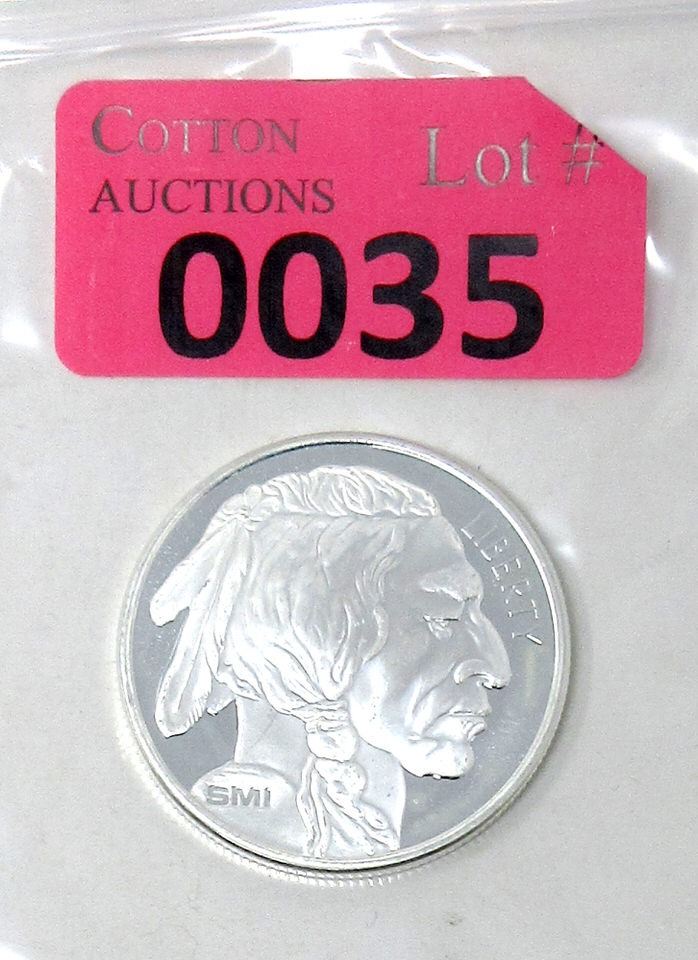 COTTON
AUCTIONS
Lot #
0035
LIBERTY
SMI